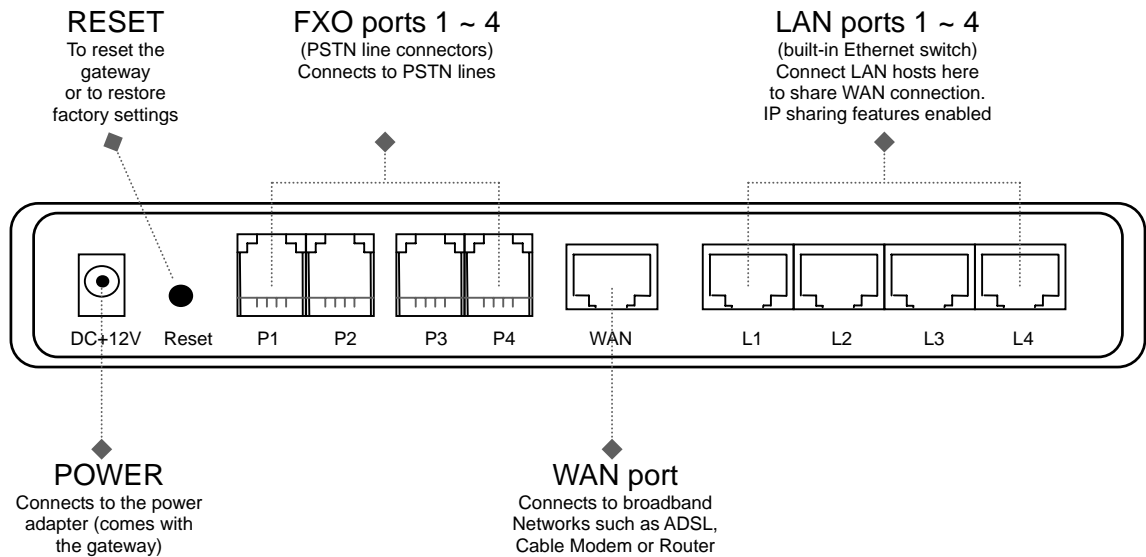 RESET
To reset the
gateway
or to restore
factory settings
FXO ports 1 ~ 4
(PSTN line connectors)
Connects to PSTN lines
LAN ports 1 ~ 4
(built-in Ethernet switch)
Connect LAN hosts here
to share WAN connection.
IP sharing features enabled
DC+12V Reset P1 P2 P3 P4 WAN L1 L2 L3 L4
POWER
Connects to the power
adapter (comes with
the gateway)
WAN port
Connects to broadband
Networks such as ADSL,
Cable Modem or Router